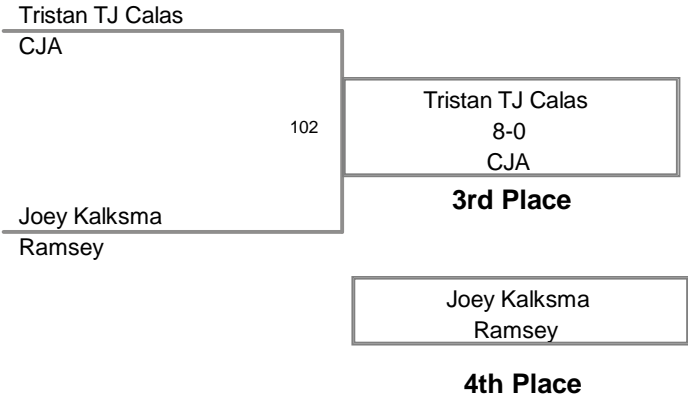 Tristan TJ Calas
CJA
102
Tristan TJ Calas
8-0
CJA
3rd Place
Joey Kalksma
Ramsey
Joey Kalksma
Ramsey
4th Place